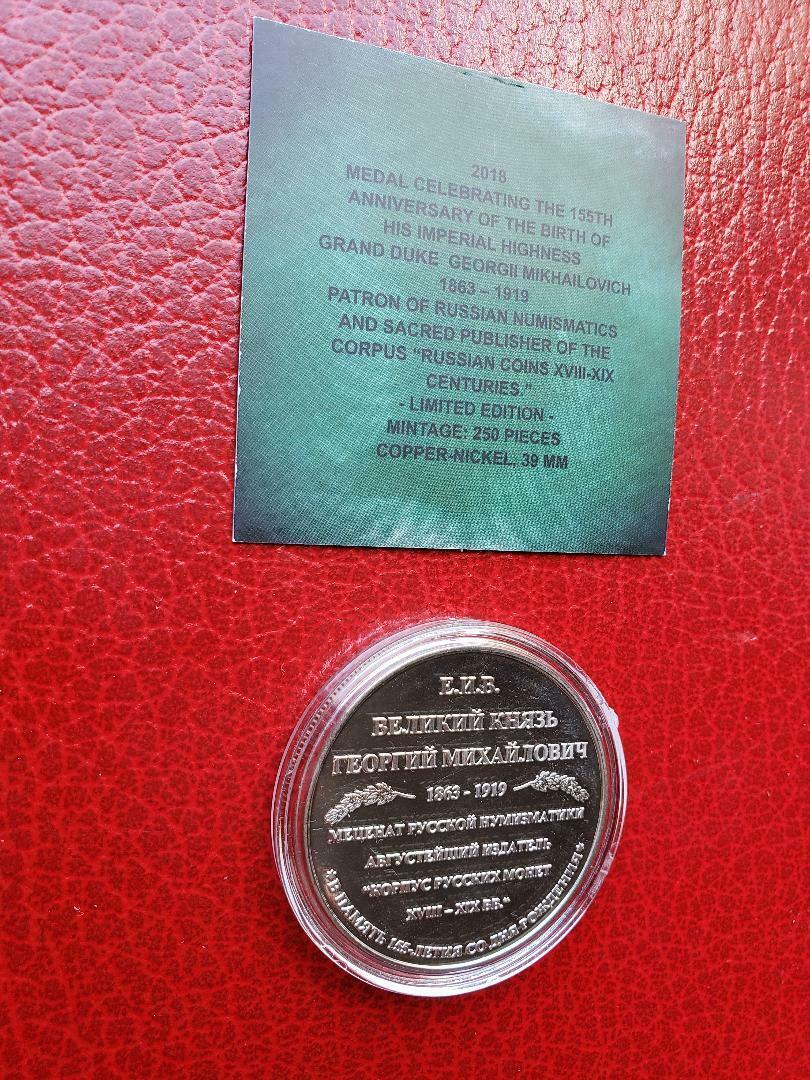 2018
MEDAL CELEBRATING THE 155TH
ANNIVERSARY OF THE BIRTH OF
HIS IMPERIAL HIGHNESS
GRAND DUKE GEORGII MIKHAILOVICH
1863 – 1919
PATRON OF RUSSIAN NUMISMATICS
AND SACRED PUBLISHER OF THE
CORPUS "RUSSIAN COINS XVIII-XIX
CENTURIES."
- LIMITED EDITION -
MINTAGE: 250 PIECES
COPPER-NICKEL, 39 MM
Е.И.В.
ВЕЛИКИЙ КНЯЗЬ
ГЕОРГИЙ МИХАЙЛОВИЧ
1863 - 1919
МЕЦЕНАТ РУССКОЙ НУМИЗМАТИКИ
АВГУСТЕЙШИЙ ИЗДАТЕЛЬ
"КОРПУС РУССКИХ МОНЕТ
XVIII – XIX ВВ."
*В ПАМЯТЬ 155-ЛЕТИЯ СО ДНЯ РОЖДЕНИЯ*